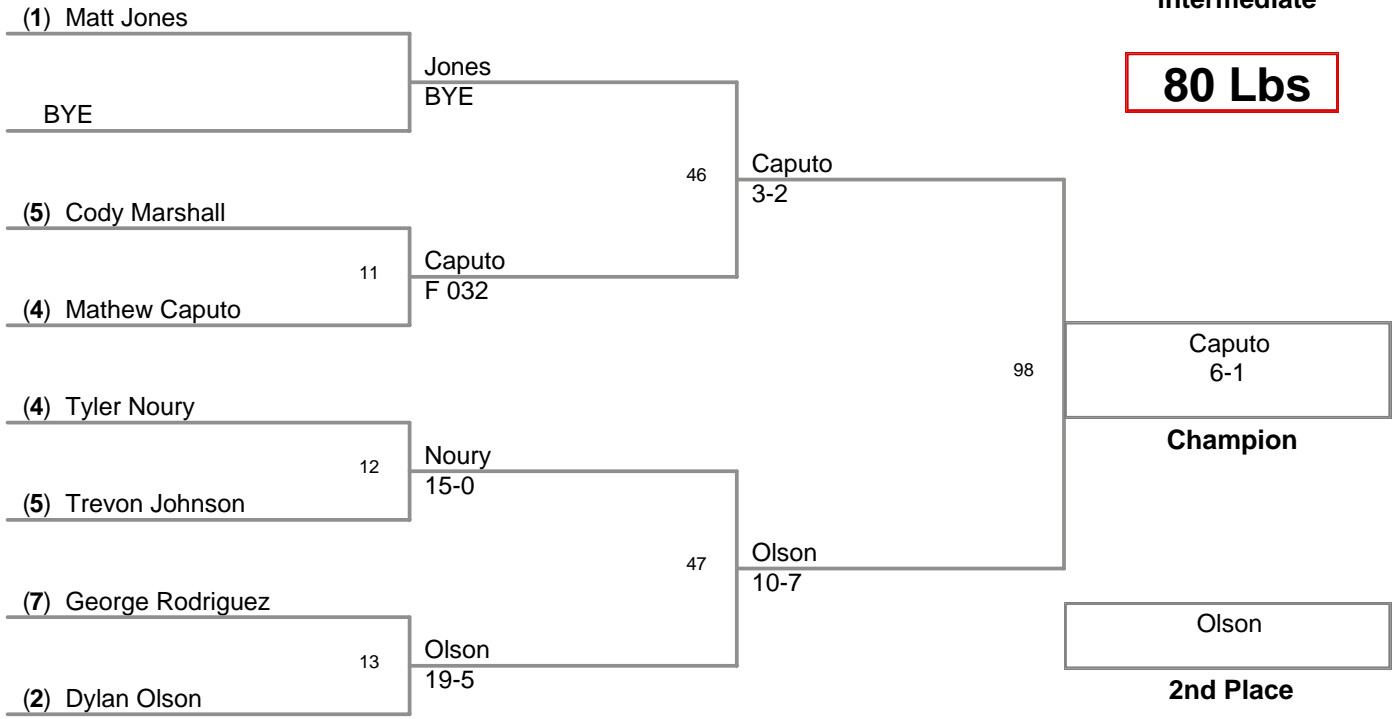 Intermediate
80 Lbs
(1) Matt Jones
Jones
BYE
BYE
46
Caputo
3-2
(5) Cody Marshall
11
Caputo
F 032
(4) Mathew Caputo
98
Caputo
6-1
Champion
(4) Tyler Noury
12
Noury
15-0
(5) Trevon Johnson
47
Olson
10-7
(7) George Rodriguez
13
Olson
19-5
(2) Dylan Olson
Olson
2nd Place